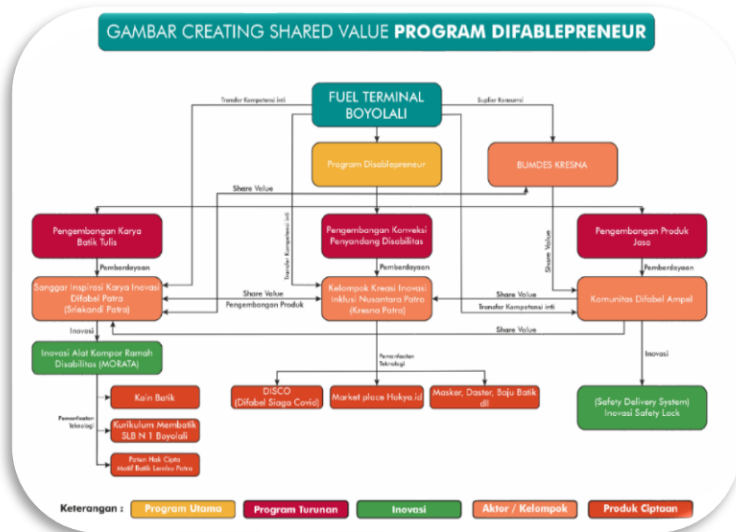 GAMBAR CREATING SHARED VALUE PROGRAM DIFABLEPRENEUR
FUEL TERMINAL
BOYOLALI
Transfer Kompetensi inti
Suplier Konsumsi
Program Disablepreneur
BUMDES KRESNA
Share Value
Pengembangan Karya
Batik Tulis
Transfer Kompetensi inti
Pengembangan Konveksi
Penyandang Disabilitas
Share Value
Pengembangan Produk
Jasa
Pemberdayaan
Pemberdayaan
Pemberdayaan
Sanggar Inspirasi Karya Inovasi
Difabel Patra
(Sriekandi Patra)
Share Value
Pengembangan Produk
Kelompok Kreasi Inovasi
Inklusi Nusantara Patra
(Kresna Patra)
Share Value
Transfer Kompetensi inti
Komunitas Difabel Ampel
Share Value
Inovasi
Inovasi
Inovasi Alat Kompor Ramah
Disabilitas (MORATA)
Pemanfaatan
Teknologi
Kain Batik
DISCO
(Difabel Siaga Covid)
Market place Hakya.id
Masker, Daster, Baju Batik
dll
(Safety Delivery System)
Inovasi Safety Lock
Pemanfaatan
Teknologi
Kurikulum Membatik
SLB N 1 Boyolali
Paten Hak Cipta
Motif Batik Lembu Patra
Keterangan :
Program Utama
Program Turunan
Inovasi
Aktor / Kelompok
Produk Ciptaan